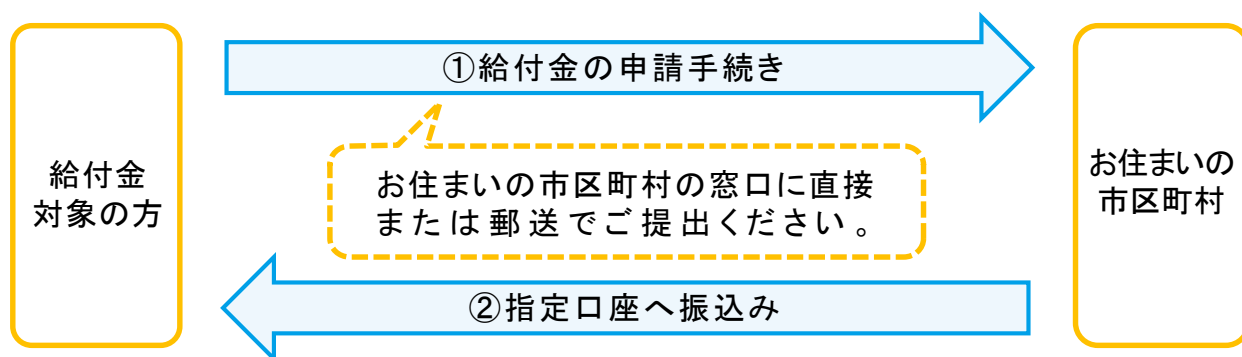 給付金
対象の方
①給付金の申請手続き
お住まいの市区町村の窓口に直接
または郵送でご提出ください。
②指定口座へ振込み
お住まいの
市区町村